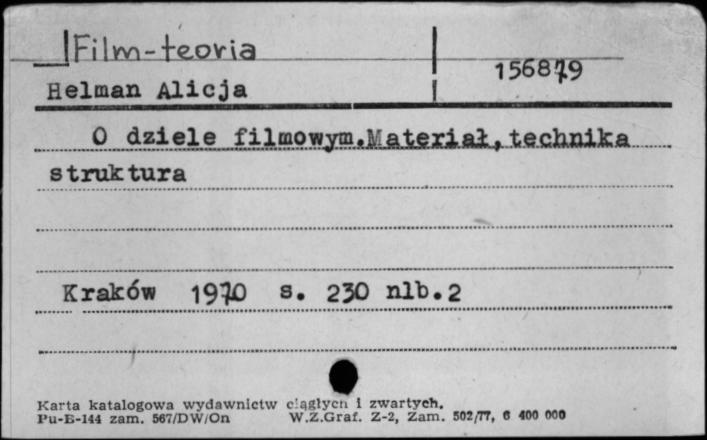 Film-teoria
156879
Helman Alicja
O dziele filmowym.Materiał,technika
struktura
Kraków 1970 s. 230 nlb.2
Karta katalogowa wydawnictw ciągłych i zwartych.
Pu-B-144 zam. 567/DW/On W.Z.Graf. Z-2, Zam. 502/77, 6 400 000